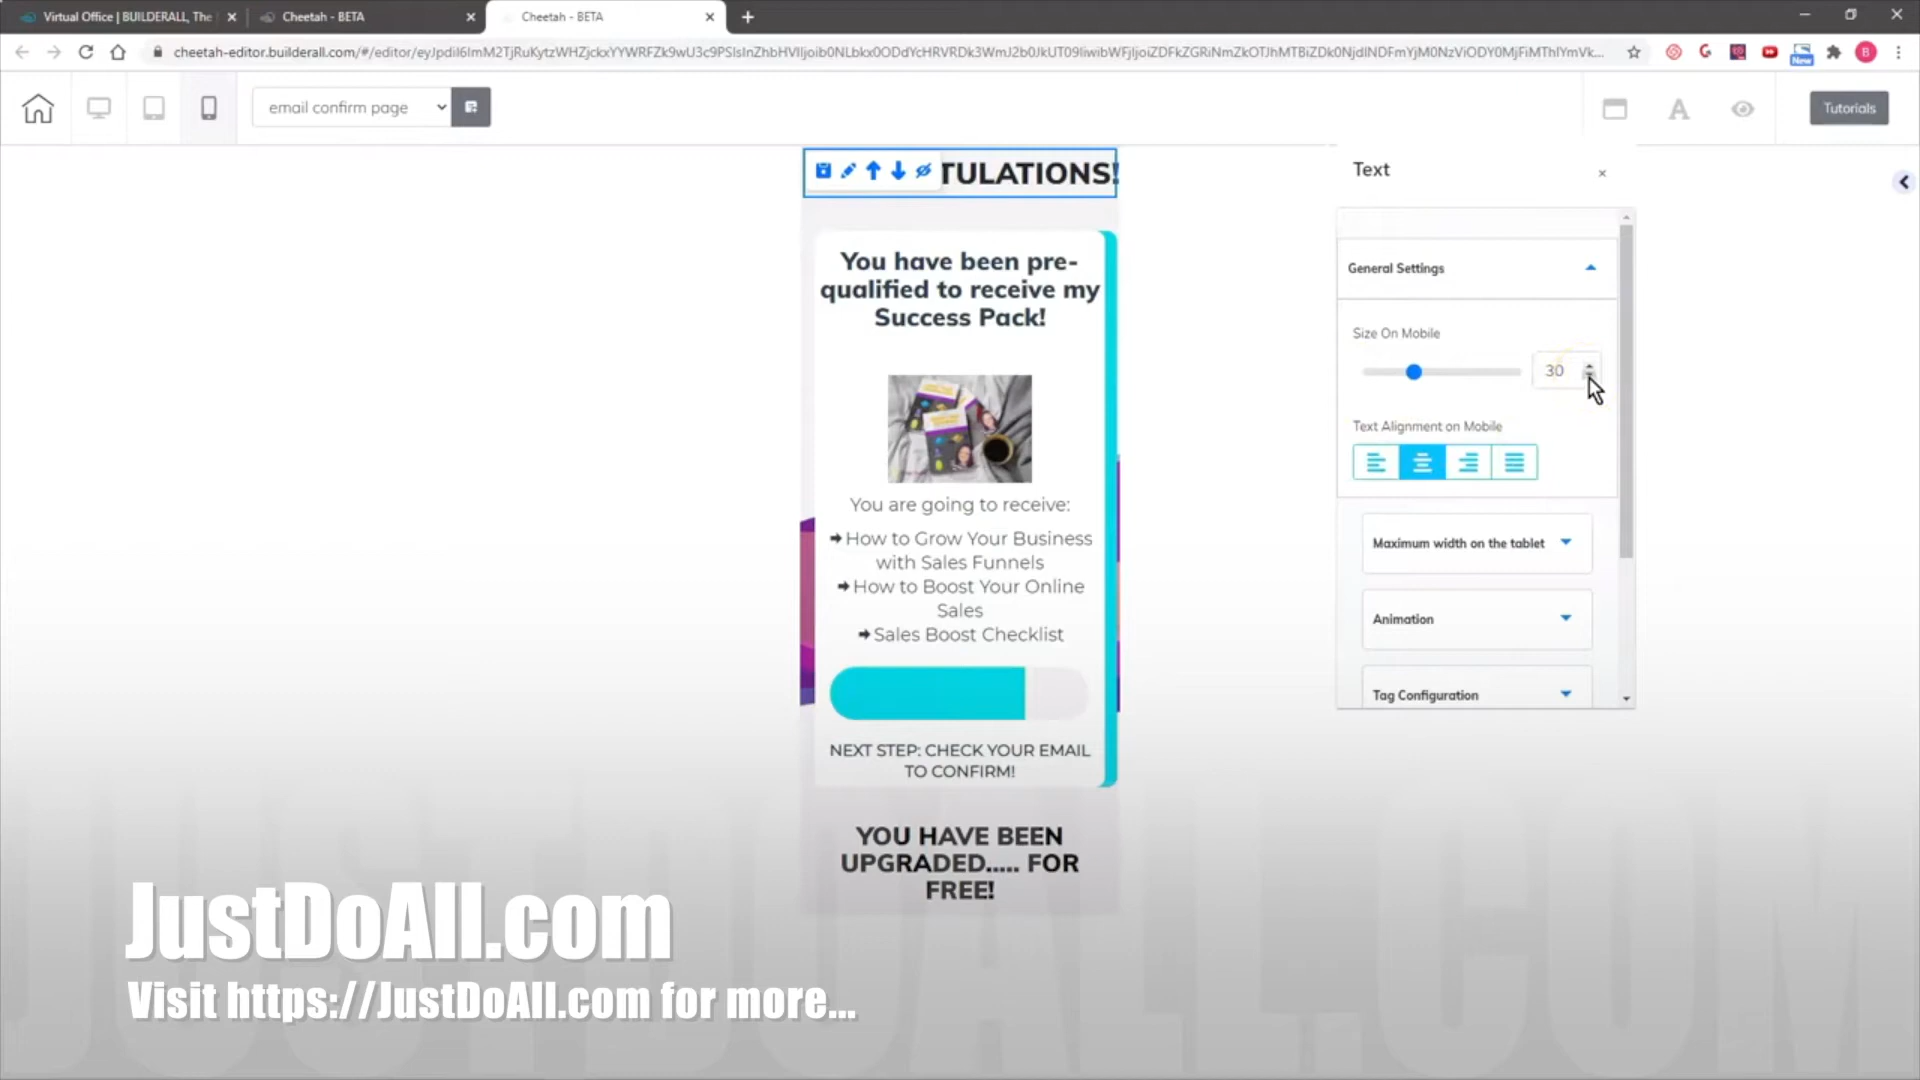 Virtual Office | BUILDERALL, The
Cheetah - BETA
Cheetah - BETA
email confirm page
Tutorials
TULATIONS!
You have been pre-
qualified to receive my
Success Pack!
You are going to receive:
How to Grow Your Business
with Sales Funnels
How to Boost Your Online
Sales
Sales Boost Checklist
NEXT STEP: CHECK YOUR EMAIL
TO CONFIRM!
YOU HAVE BEEN
UPGRADED..... FOR
FREE!
Text
General Settings
Size On Mobile
30
Text Alignment on Mobile
Maximum width on the tablet
Animation
Tag Configuration
JustDoAll.com
Visit https://JustDoAll.com for more...
JUSTDOALL.COM